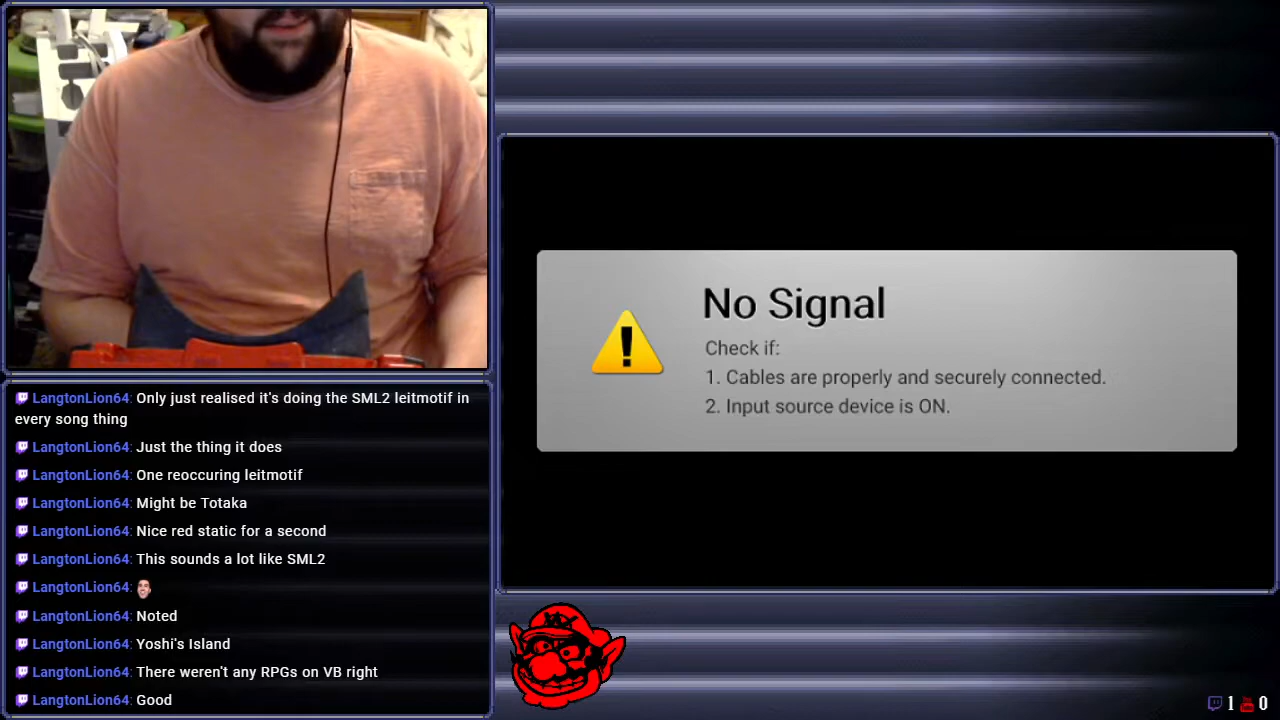 LangtonLion64: Only just realised it's doing the SML2 leitmotif in
every song thing
LangtonLion64: Just the thing it does
LangtonLion64: One reoccuring leitmotif
LangtonLion64: Might be Totaka
LangtonLion64: Nice red static for a second
LangtonLion64: This sounds a lot like SML2
LangtonLion64:
LangtonLion64: Noted
LangtonLion64: Yoshi's Island
LangtonLion64: There weren't any RPGs on VB right
LangtonLion64: Good
No Signal
Check if:
1. Cables are properly and securely connected.
2. Input source device is ON.
1 0